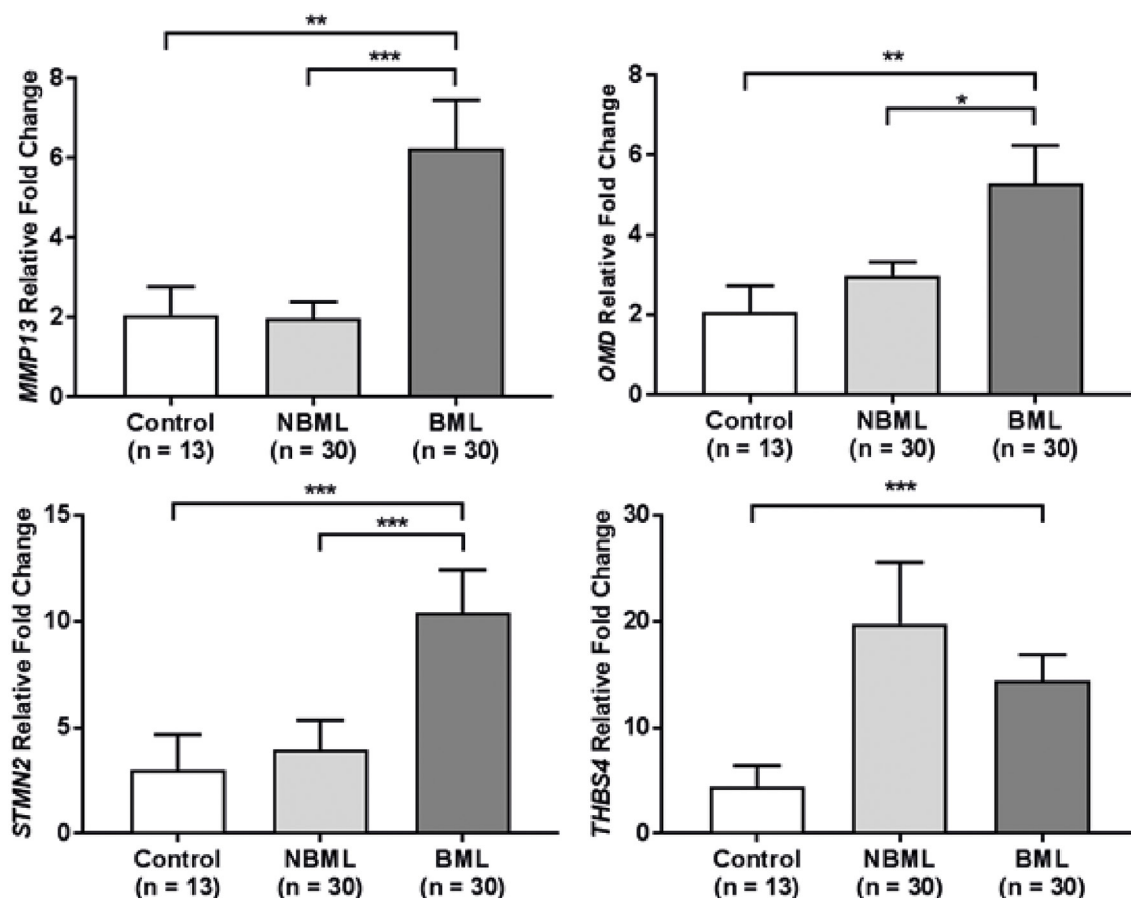 **
***
MMP13 Relative Fold Change
8
6
4
2
0
Control
(n = 13)
NBML
(n = 30)
BML
(n = 30)
**
*
OMD Relative Fold Change
8
6
4
2
0
Control
(n = 13)
NBML
(n = 30)
BML
(n = 30)
***
***
STMN2 Relative Fold Change
15
10
5
0
Control
(n = 13)
NBML
(n = 30)
BML
(n = 30)
***
THBS4 Relative Fold Change
30
20
10
0
Control
(n = 13)
NBML
(n = 30)
BML
(n = 30)